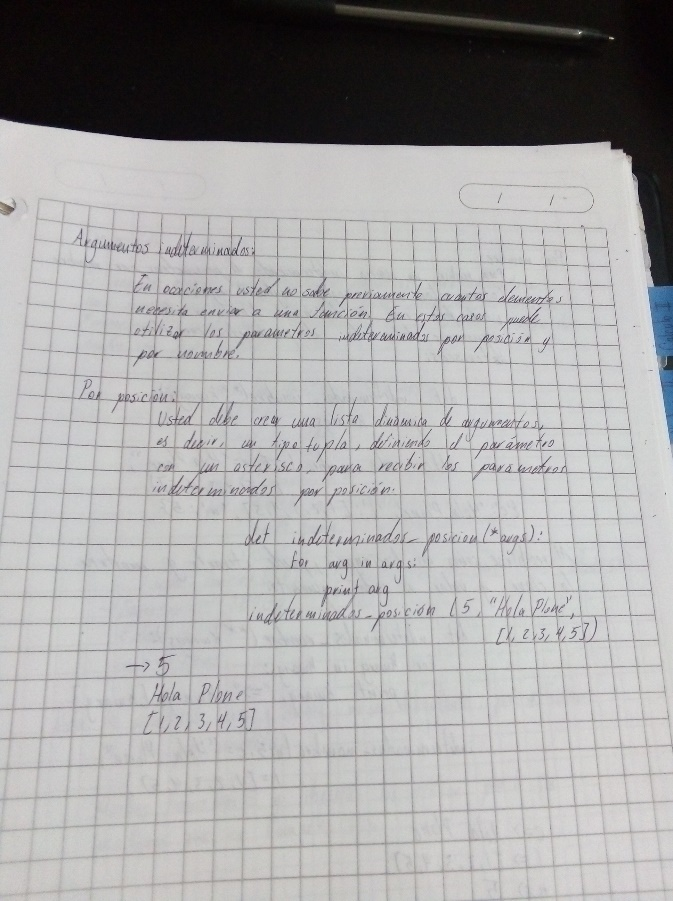 Argumentos indeterminados:
En ocaciones usted no sabe previamente cuantos elementos
necesita enviar a una función. En estos casos puede
utilizar los parametros indeterminados por posición y
por nombre.
Por posición:
Usted debe crear una lista dinámica de argumentos,
es decir, un tipo tupla, definiendo el parámetro
con un asterisco, para recibir los parámetros
indeterminados por posición.
def indeterminados_posicion (*args):
for arg in args:
print arg
indeterminados_posición (5, "Hola Plone",
[1, 2, 3, 4, 5])
→ 5
Hola Plone
[1, 2, 3, 4, 5]